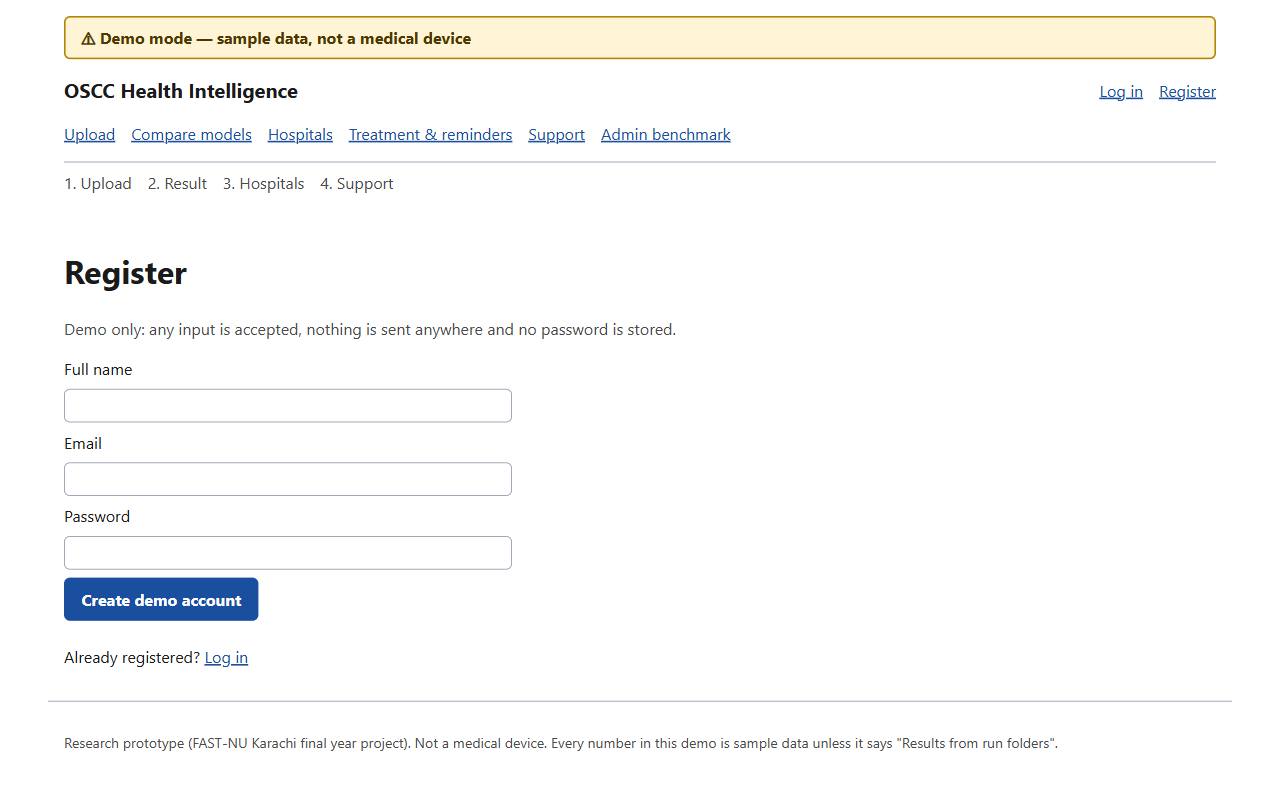 ⚠ Demo mode — sample data, not a medical device
OSCC Health Intelligence
Log in Register
Upload Compare models Hospitals Treatment & reminders Support Admin benchmark
1. Upload 2. Result 3. Hospitals 4. Support
Register
Demo only: any input is accepted, nothing is sent anywhere and no password is stored.
Full name
Email
Password
Create demo account
Already registered? Log in
Research prototype (FAST-NU Karachi final year project). Not a medical device. Every number in this demo is sample data unless it says "Results from run folders".